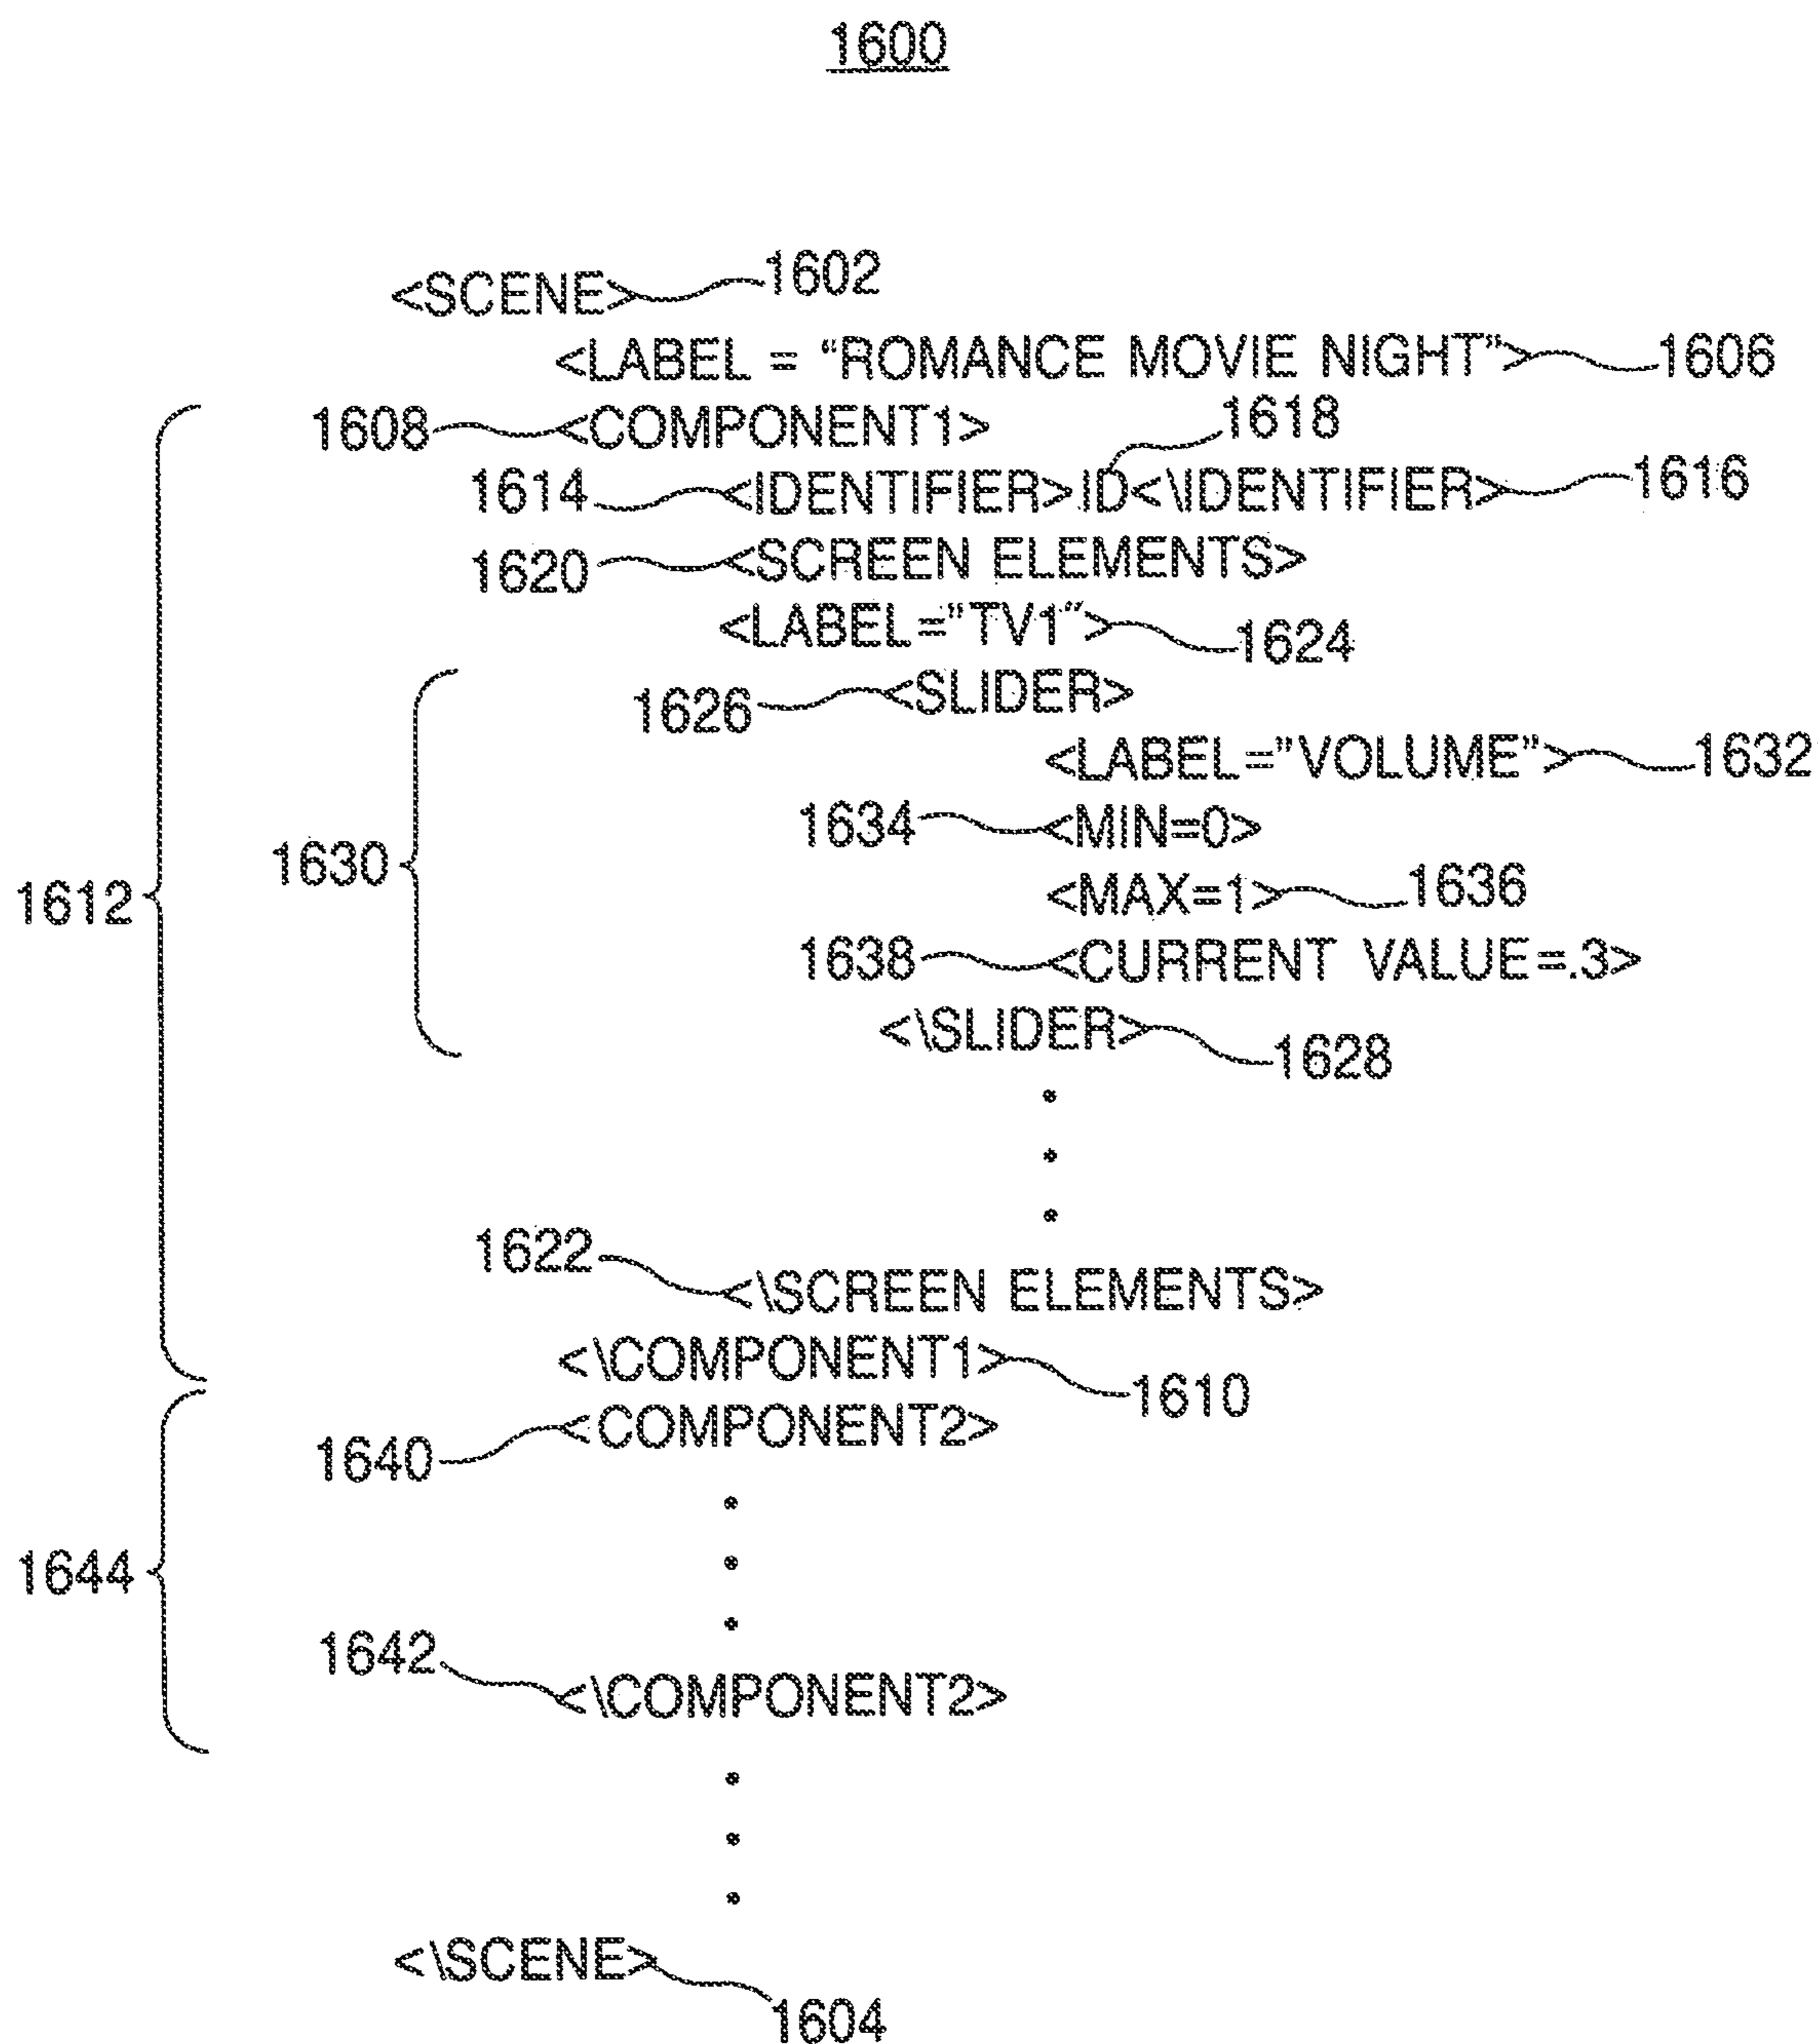 1600
<SCENE> 1602
<LABEL = “ROMANCE MOVIE NIGHT”> 1606
1608 <COMPONENT1> 1618
1614 <IDENTIFIER>ID<\IDENTIFIER> 1616
1620 <SCREEN ELEMENTS>
<LABEL=”TV1“> 1624
1626 <SLIDER>
<LABEL=”VOLUME”> 1632
1634 <MIN=0>
1630
1612 <MAX=1> 1636
1638 <CURRENT VALUE=.3>
<\SLIDER> 1628
1622 <\SCREEN ELEMENTS>
<\COMPONENT1> 1610
1640 <COMPONENT2>
1644
1642 <\COMPONENT2>
<\SCENE> 1604